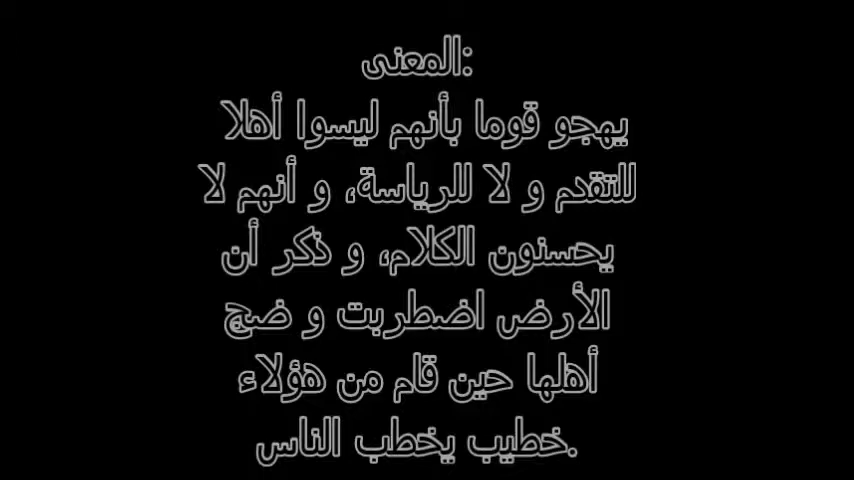 المعنى:
يهجو قوما بأنهم ليسوا أهلا
للتقدم و لا للرياسة، و أنهم لا
يحسنون الكلام، و ذكر أن
الأرض اضطربت و ضج
أهلها حين قام من هؤلاء
خطيب يخطب الناس.